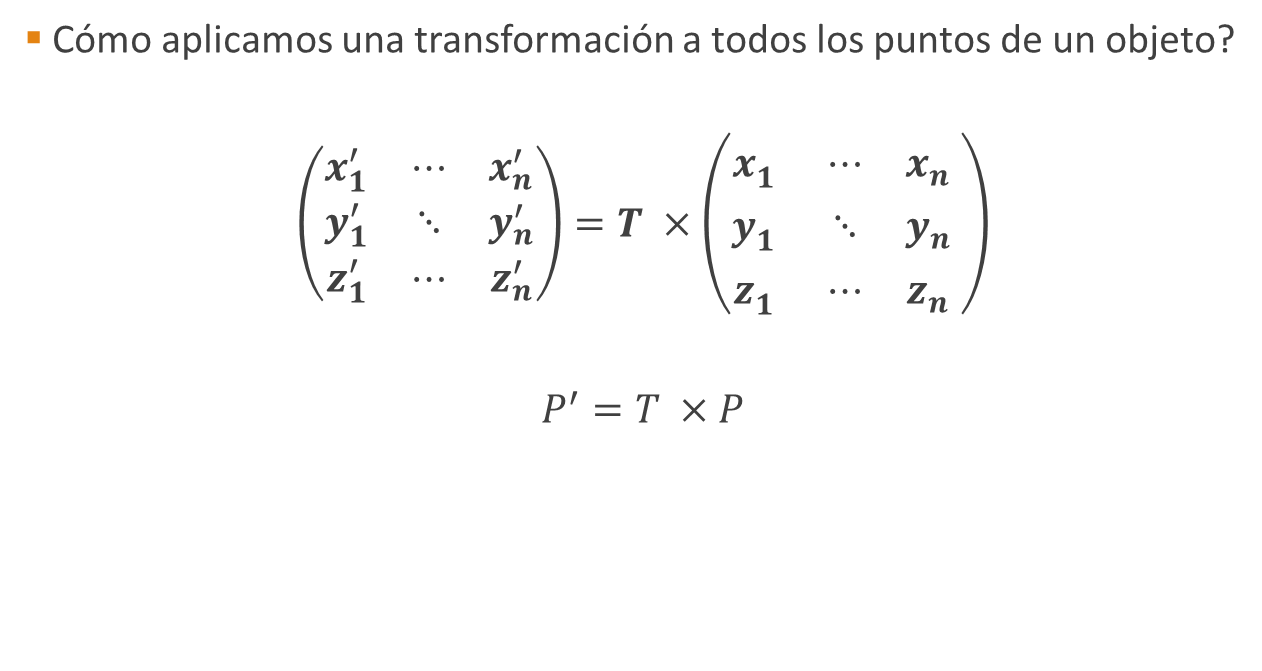 ▪ Cómo aplicamos una transformación a todos los puntos de un objeto?
x′₁ ⋯ x′ₙ x₁ ⋯ xₙ
y′₁ ⋱ y′ₙ = T × y₁ ⋱ yₙ
z′₁ ⋯ z′ₙ z₁ ⋯ zₙ
P′ = T × P